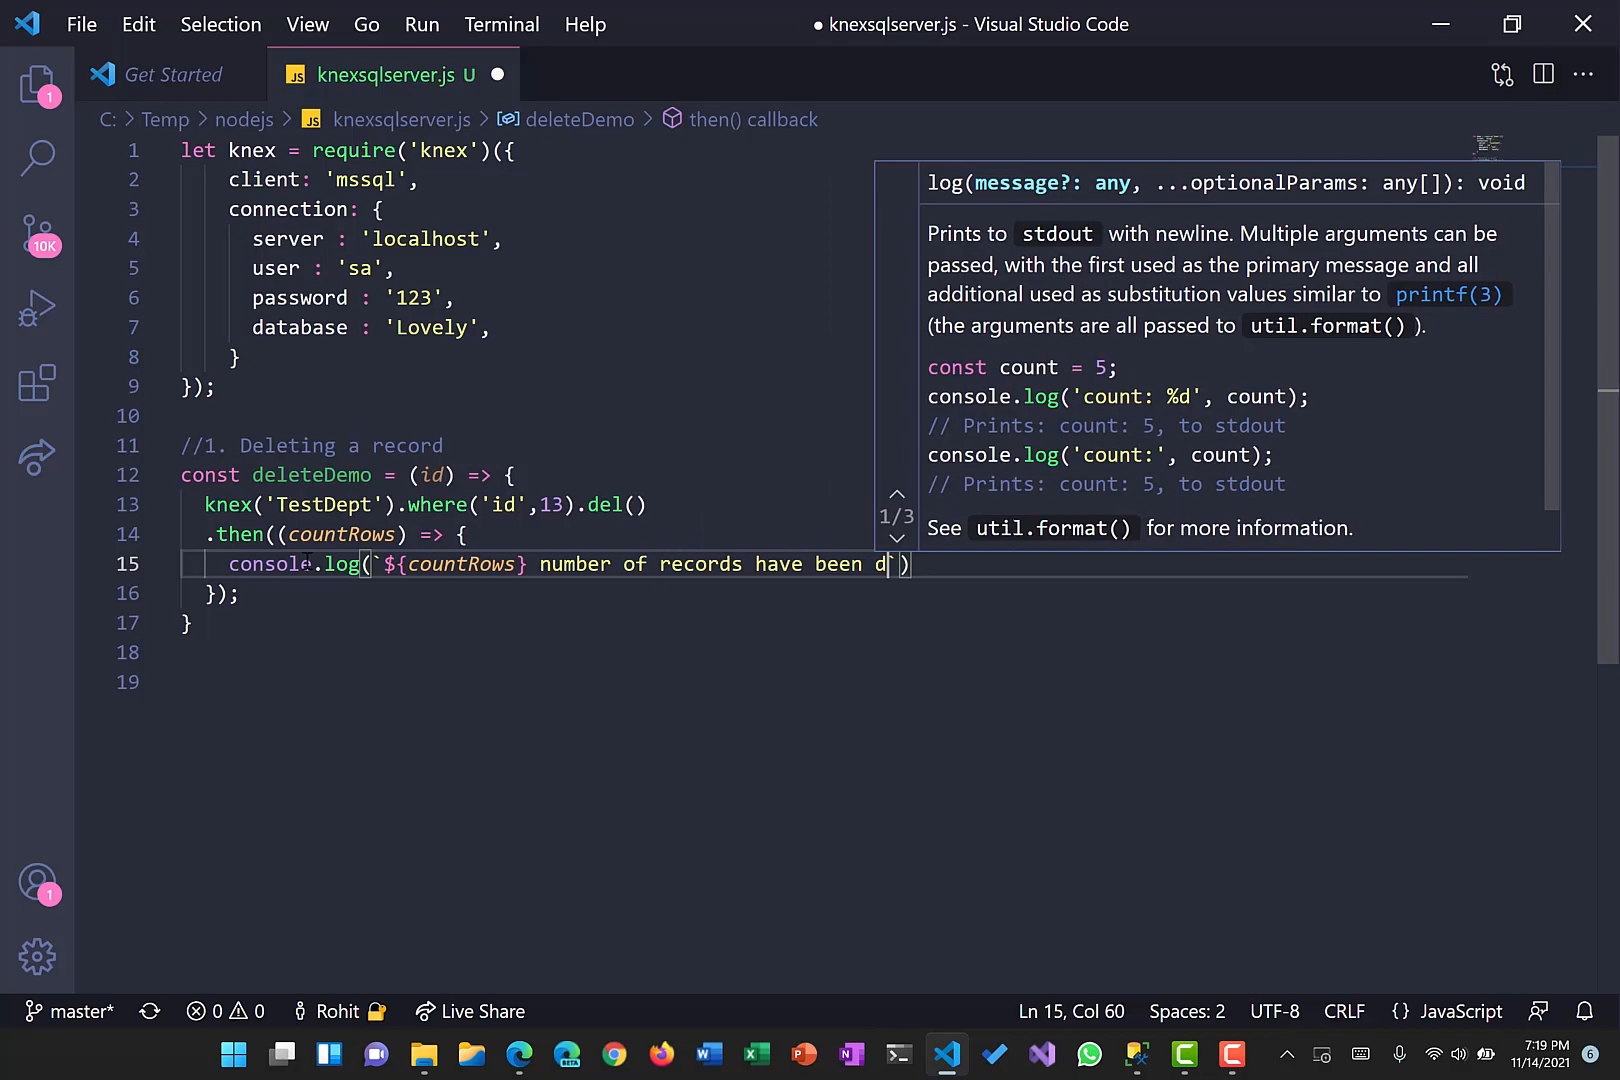 File Edit Selection View Go Run Terminal Help
● knexsqlserver.js - Visual Studio Code
Get Started
JS knexsqlserver.js U
C: > Temp > nodejs > JS knexsqlserver.js > deleteDemo > then() callback
1 let knex = require('knex')({
2 client: 'mssql',
3 connection: {
4 server : 'localhost',
5 user : 'sa',
6 password : '123',
7 database : 'Lovely',
8 }
9 });
10
11 //1. Deleting a record
12 const deleteDemo = (id) => {
13 knex('TestDept').where('id',13).del()
14 .then((countRows) => {
15 console.log(`${countRows} number of records have been d`)
16 });
17 }
18
19
log(message?: any, ...optionalParams: any[]): void
Prints to stdout with newline. Multiple arguments can be
passed, with the first used as the primary message and all
additional used as substitution values similar to printf(3)
(the arguments are all passed to util.format() ).
const count = 5;
console.log('count: %d', count);
// Prints: count: 5, to stdout
console.log('count:', count);
// Prints: count: 5, to stdout
1/3
See util.format() for more information.
1
10K
1
master* 0 0 Rohit Live Share
Ln 15, Col 60 Spaces: 2 UTF-8 CRLF {} JavaScript
BETA
7:19 PM
11/14/2021
6